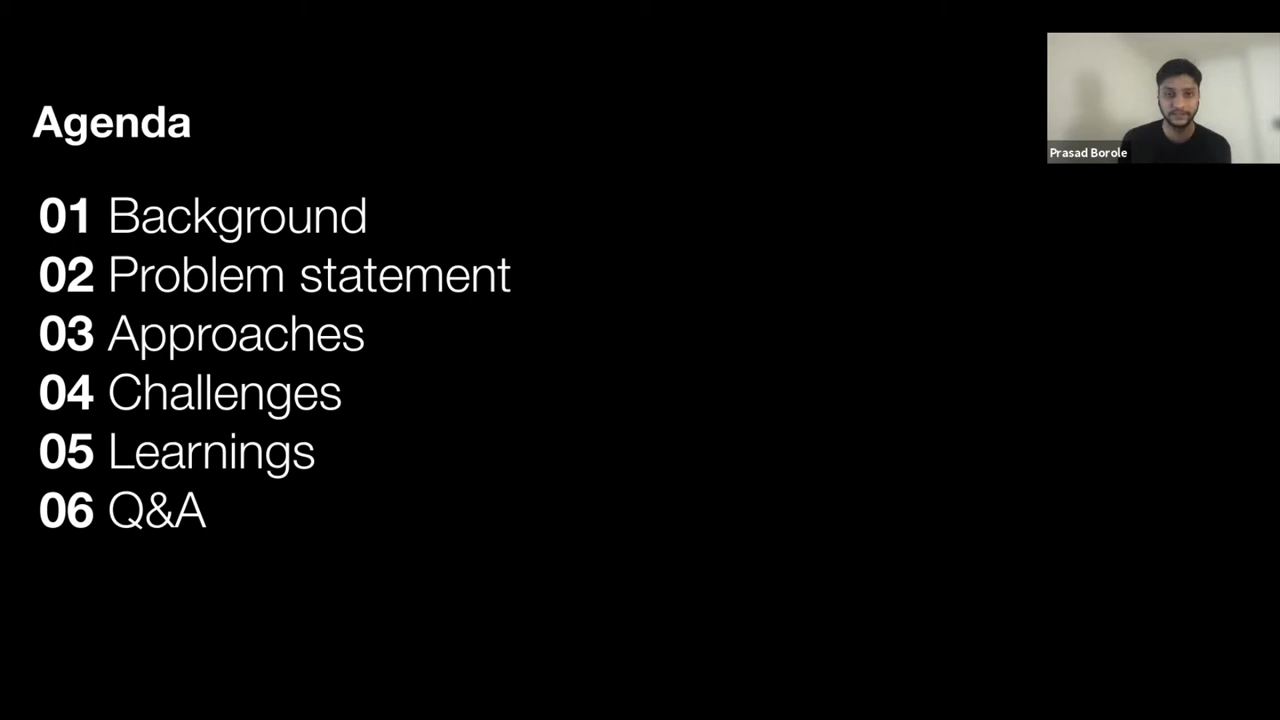 Agenda
Prasad Borole
01 Background
02 Problem statement
03 Approaches
04 Challenges
05 Learnings
06 Q&A